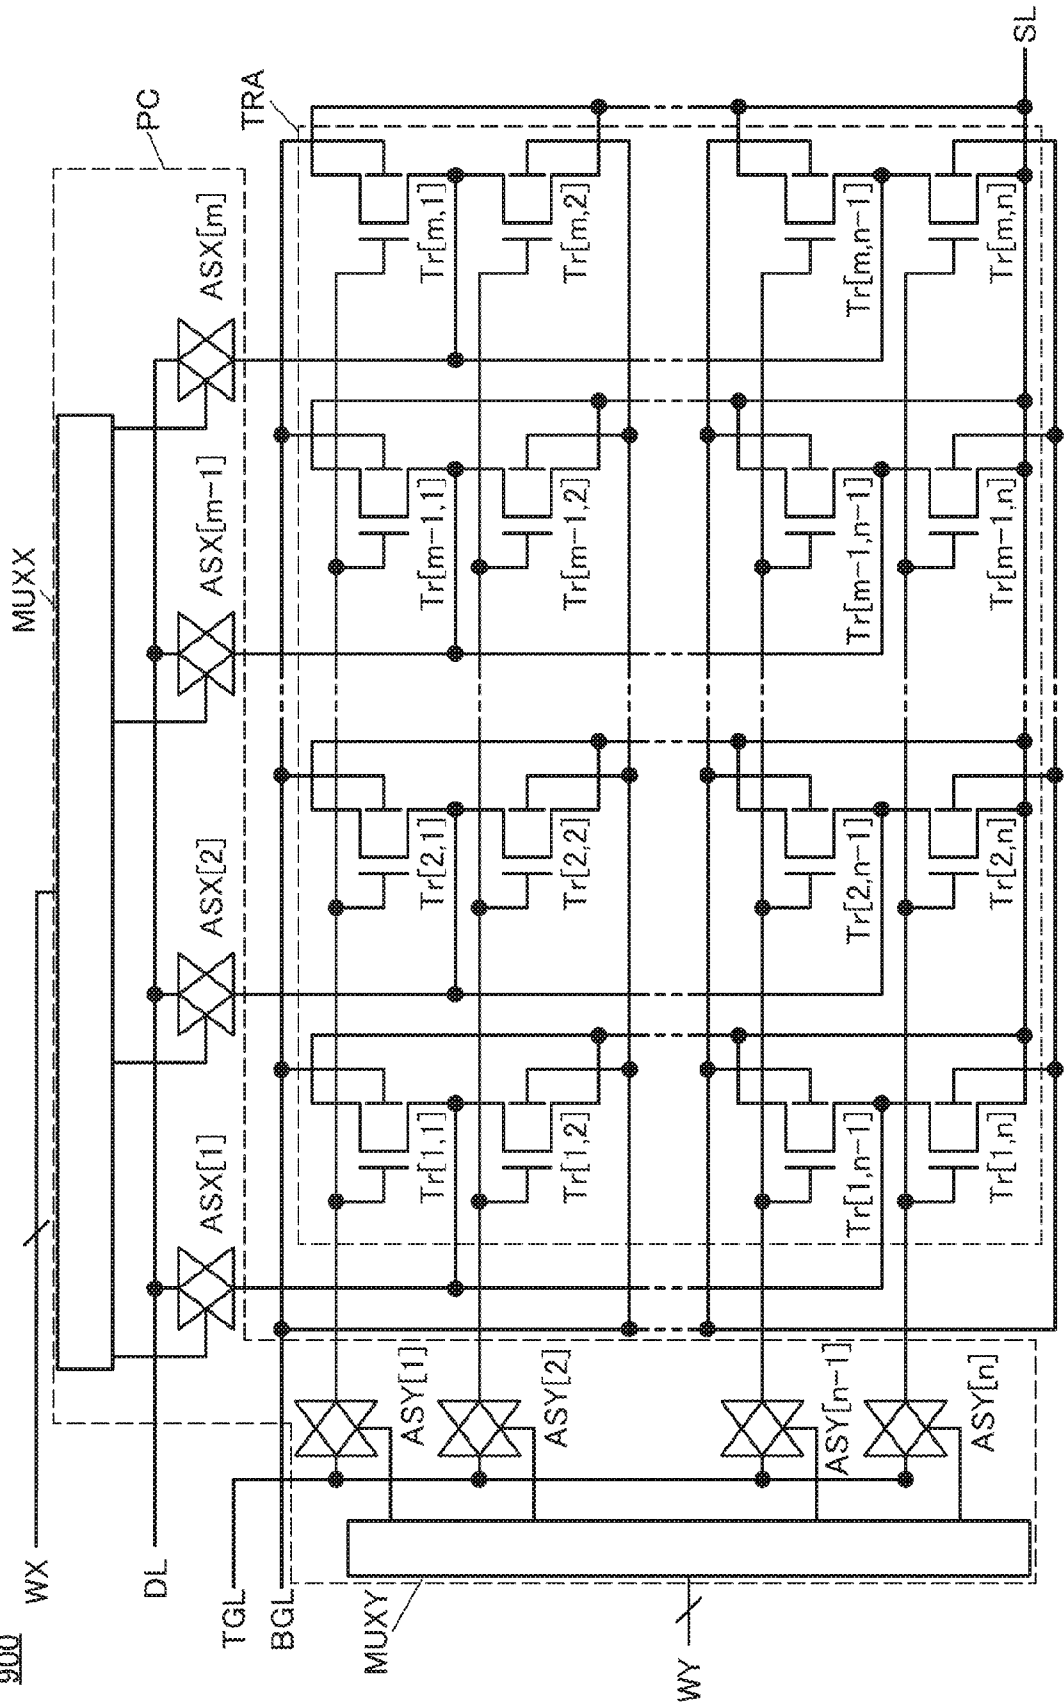 900
WX
MUXX
PC
TRA
DL
ASX[1]
ASX[2]
ASX[m-1]
ASX[m]
TGL
BGL
MUXY
WY
ASY[1]
ASY[2]
ASY[n-1]
ASY[n]
Tr[1,1]
Tr[2,1]
Tr[m-1,1]
Tr[m,1]
Tr[1,2]
Tr[2,2]
Tr[m-1,2]
Tr[m,2]
Tr[1,n-1]
Tr[2,n-1]
Tr[m-1,n-1]
Tr[m,n-1]
Tr[1,n]
Tr[2,n]
Tr[m-1,n]
Tr[m,n]
SL